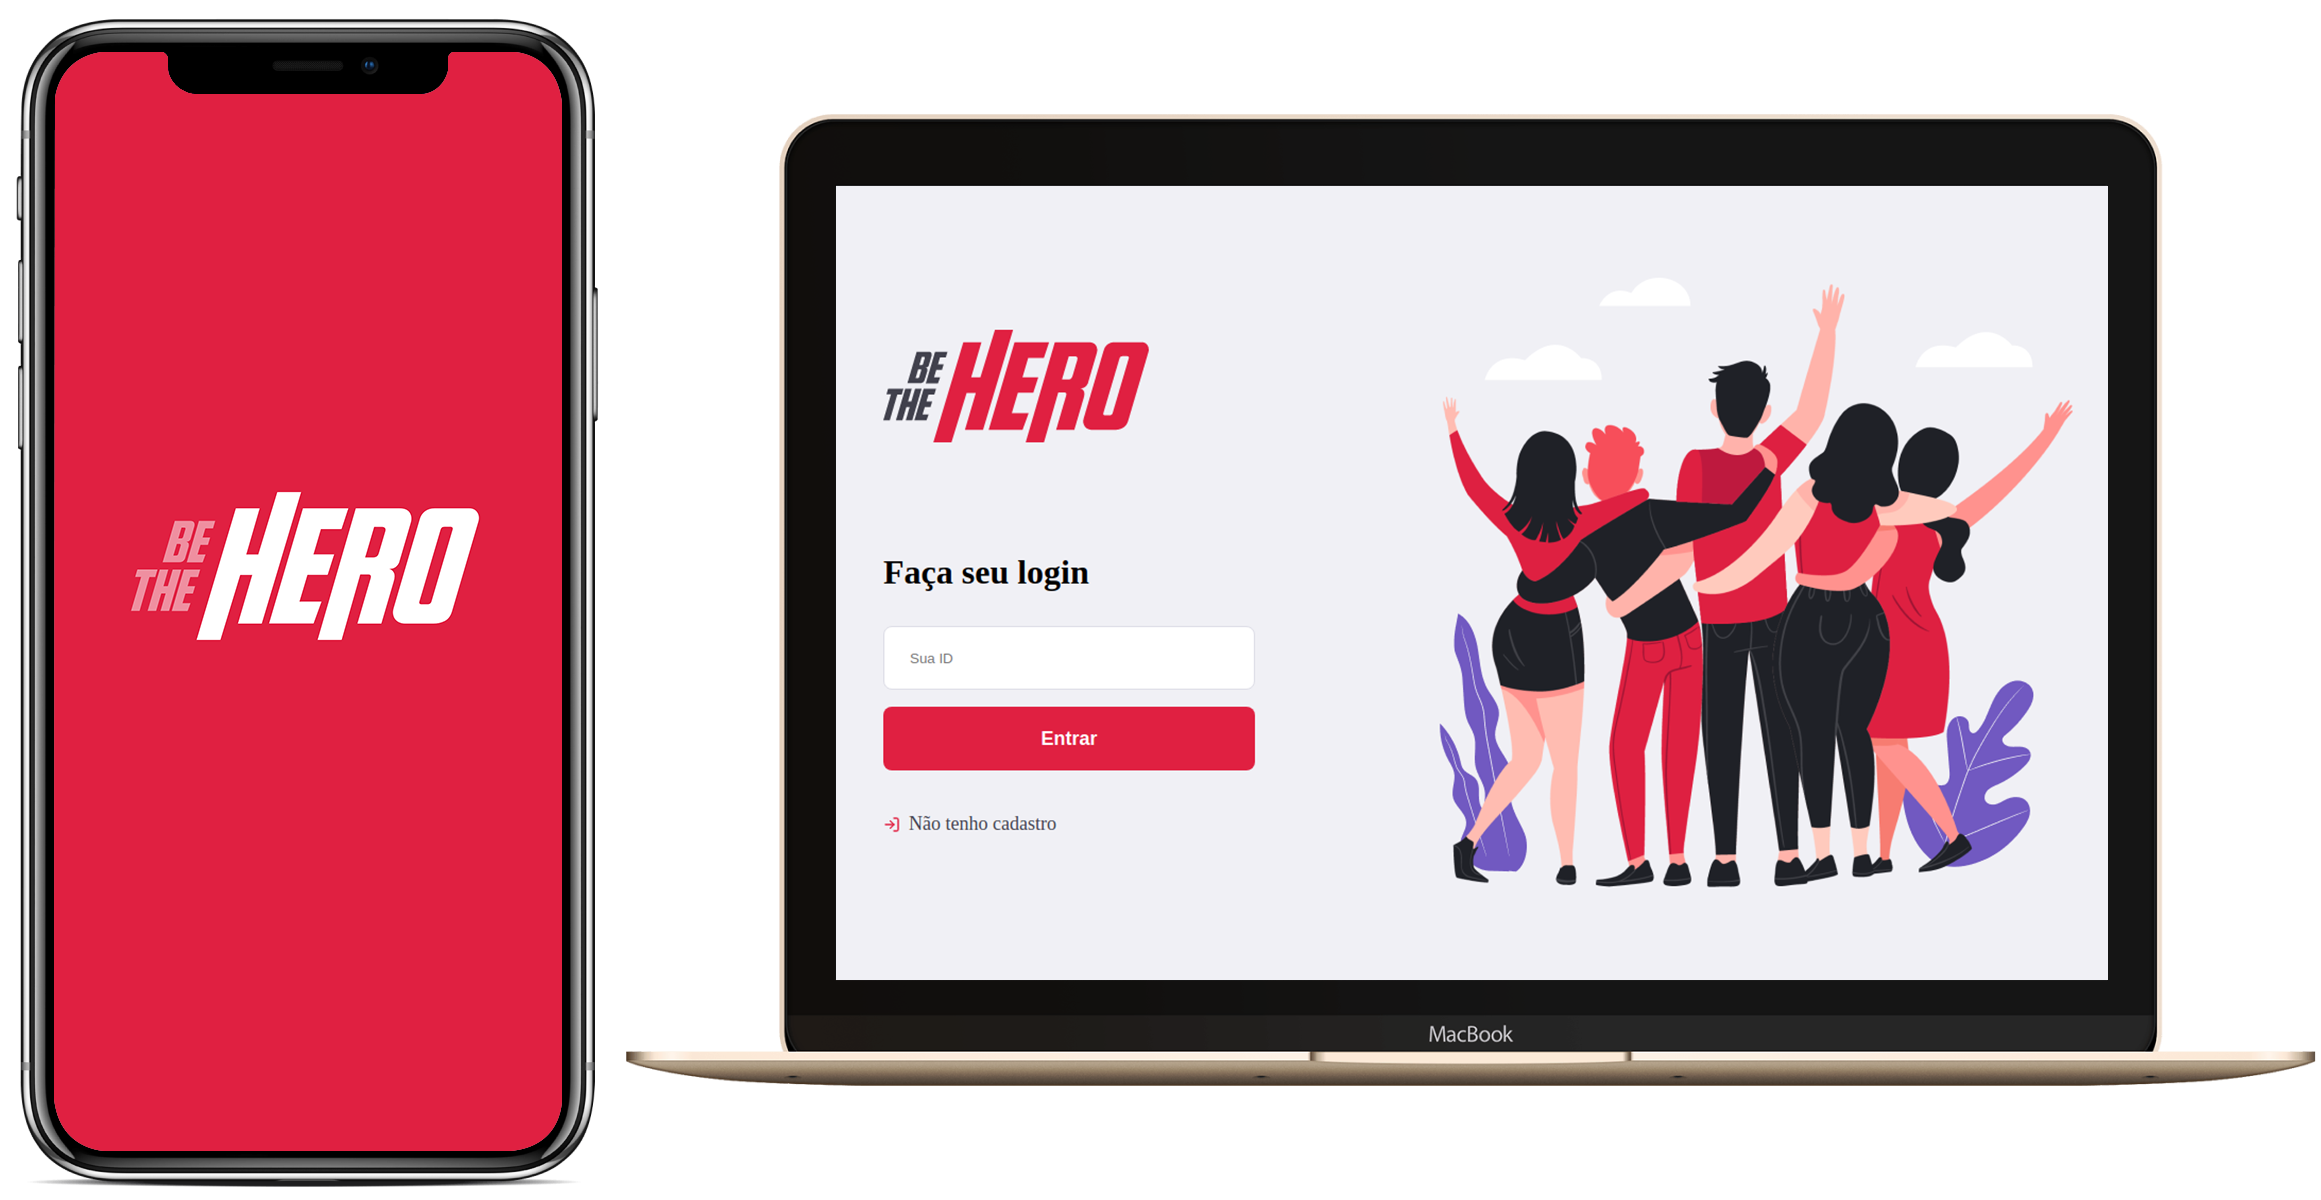 BE
THE HERO
BE
THE HERO
Faça seu login
Sua ID
Entrar
Não tenho cadastro
MacBook